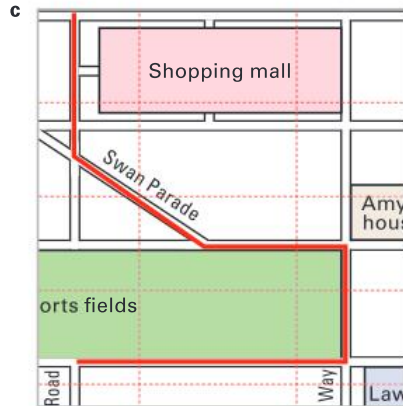 c
Shopping mall
Swan Parade
Amy
hous
orts fields
Road
Way
Law